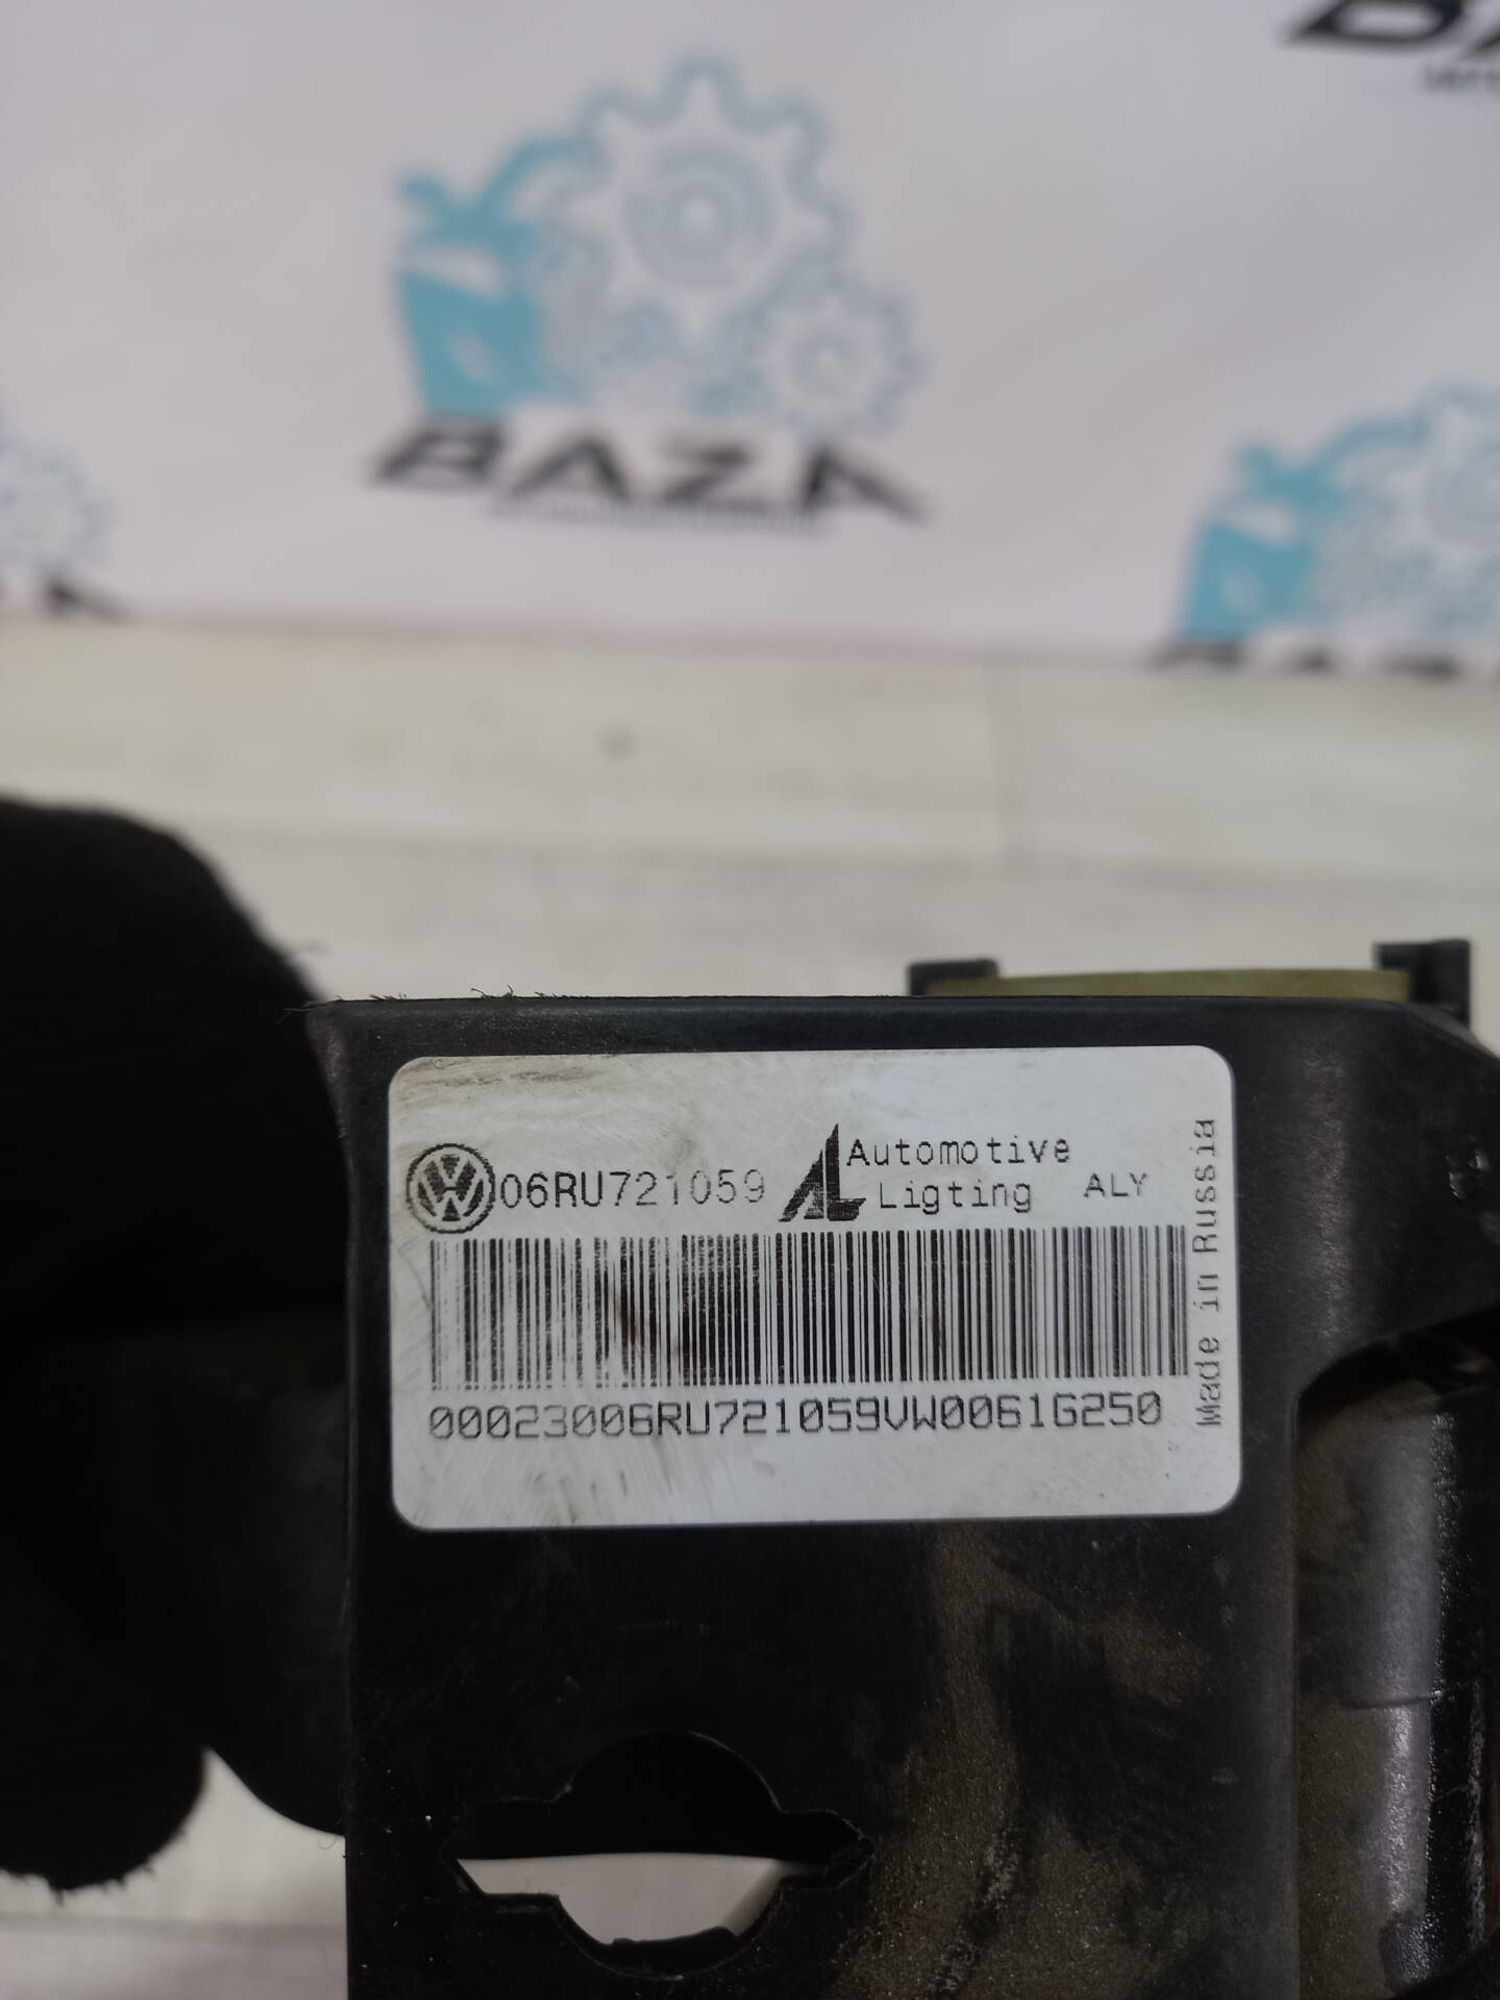 BAZA
06RU721059
Automotive
Ligting
ALY
Made in Russia
00023006RU721059VW0061G250